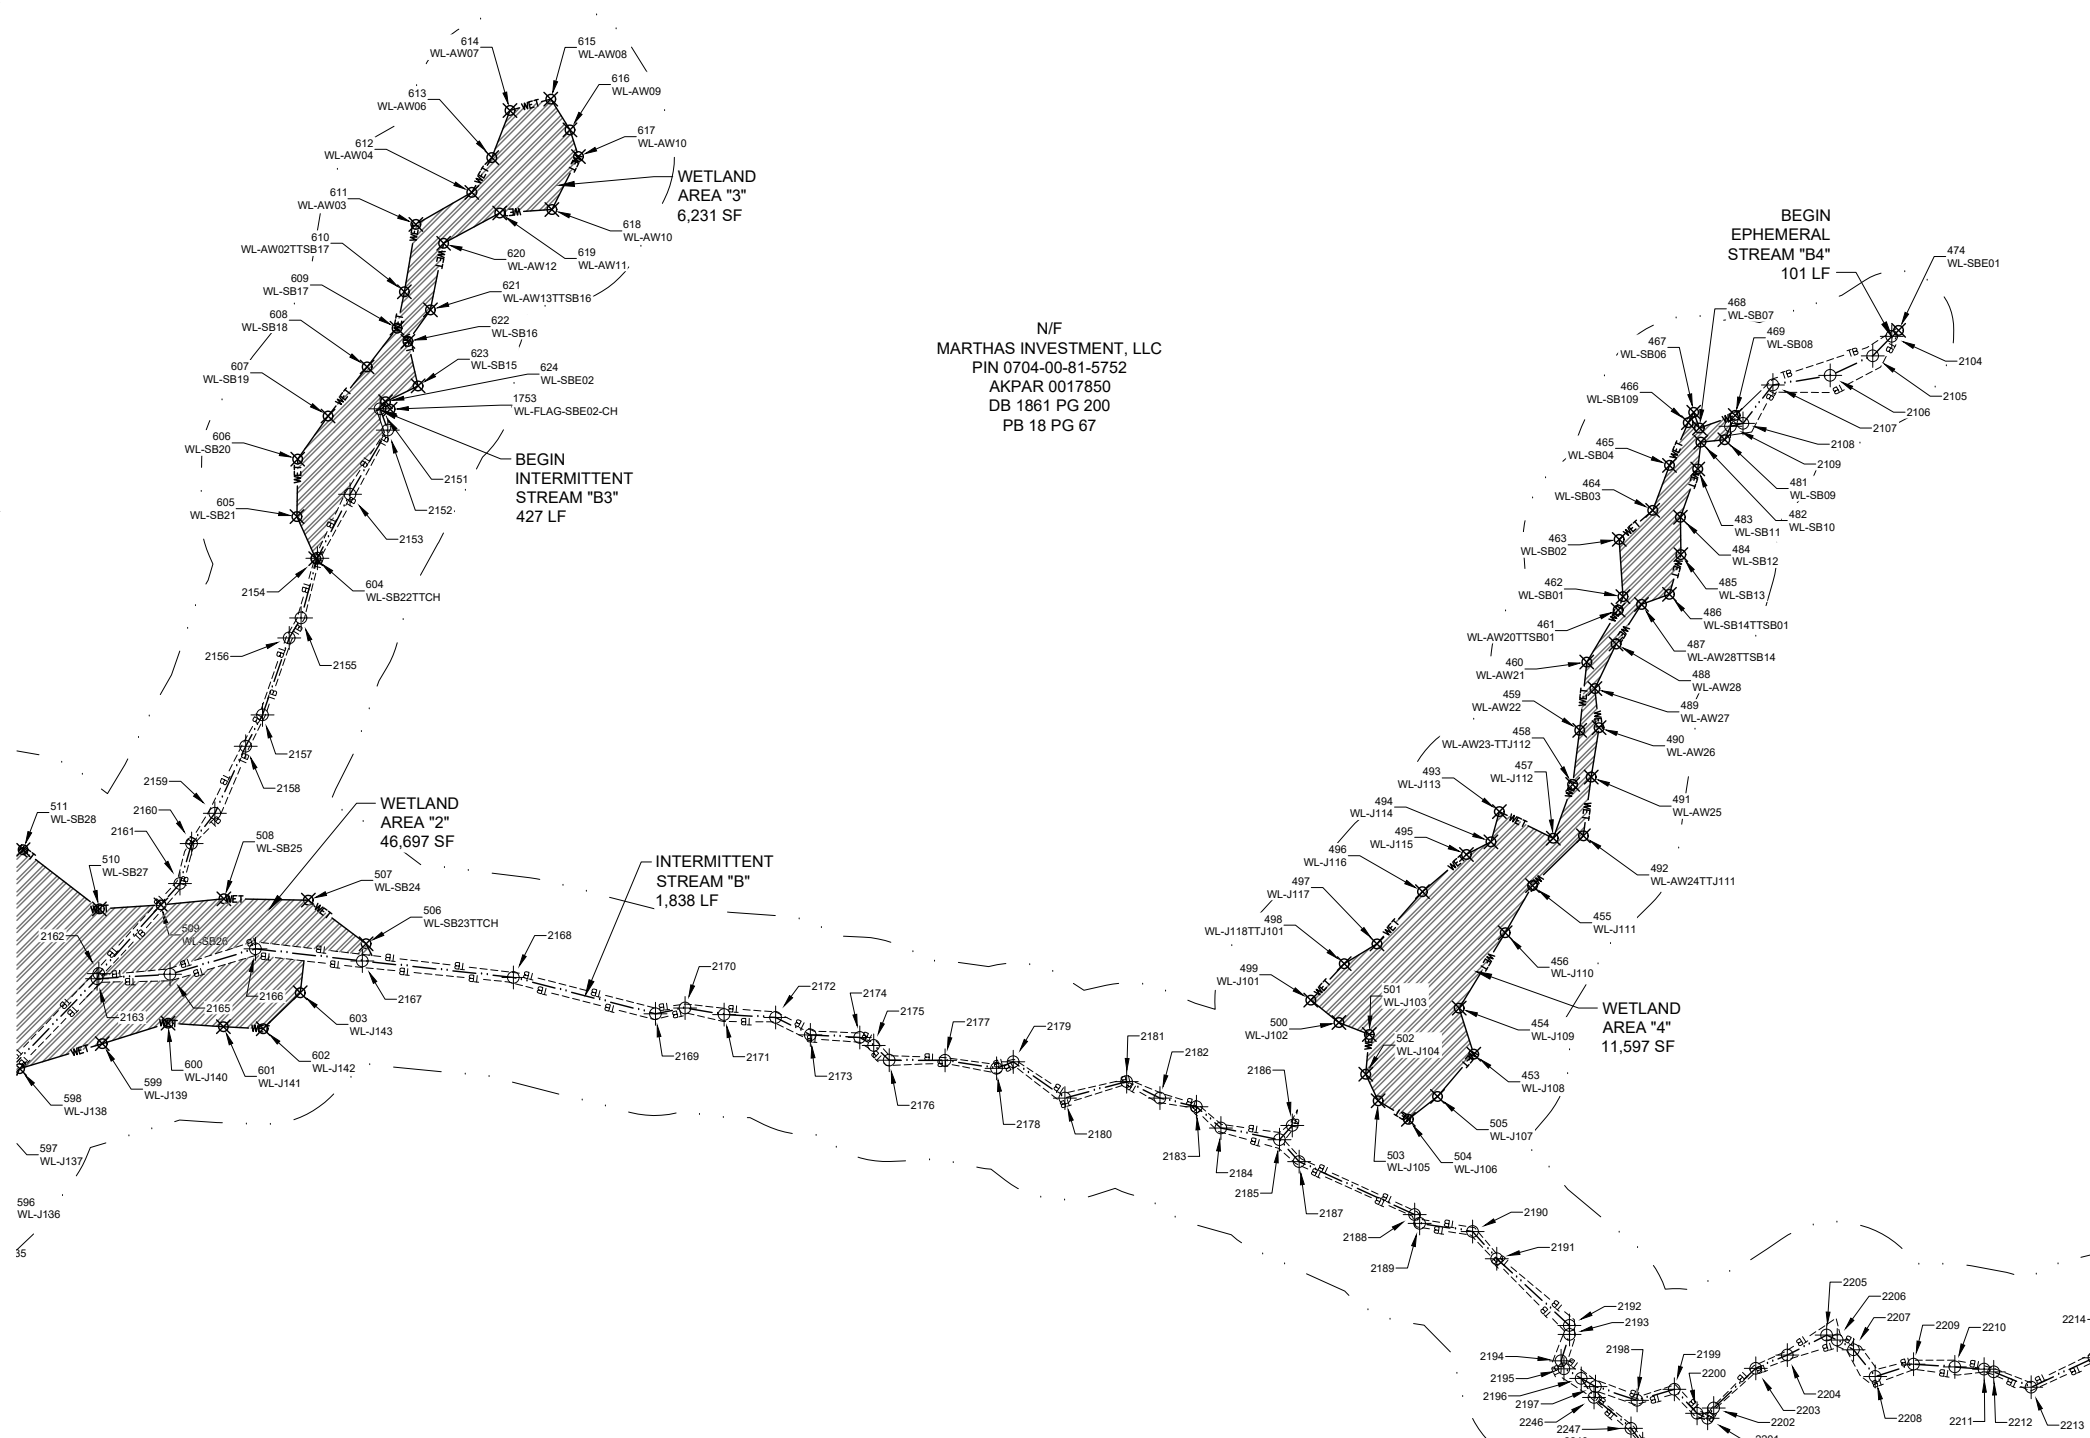 614
WL-AW07
615
WL-AW08
616
WL-AW09
613
WL-AW06
617
WL-AW10
612
WL-AW04
WETLAND
AREA "3"
6,231 SF
611
WL-AW03
618
WL-AW10
610
WL-AW02TTSB17
619
WL-AW11
620
WL-AW12
609
WL-SB17
621
WL-AW13TTSB16
608
WL-SB18
622
WL-SB16
623
WL-SB15
607
WL-SB19
624
WL-SBE02
1753
WL-FLAG-SBE02-CH
606
WL-SB20
BEGIN
INTERMITTENT
STREAM "B3"
427 LF
2151
2152
605
WL-SB21
2153
2154
604
WL-SB22TTCH
2156
2155
2157
2159
2158
2160
2161
511
WL-SB28
508
WL-SB25
WETLAND
AREA "2"
46,697 SF
510
WL-SB27
507
WL-SB24
506
WL-SB23TTCH
509
WL-SB26
2162
2163
2165
2166
2167
603
WL-J143
602
WL-J142
601
WL-J141
600
WL-J140
599
WL-J139
598
WL-J138
597
WL-J137
596
WL-J136
35
INTERMITTENT
STREAM "B"
1,838 LF
2168
2169
2170
2171
2172
2173
2174
2175
2176
2177
2178
2179
2180
2181
2182
2183
2184
2185
2186
2187
2188
2189
2190
2191
2192
2193
2194
2195
2196
2197
2246
2247
2198
2199
2200
2202
2203
2204
2205
2206
2207
2208
2209
2210
2211
2212
2213
2214
N/F
MARTHAS INVESTMENT, LLC
PIN 0704-00-81-5752
AKPAR 0017850
DB 1861 PG 200
PB 18 PG 67
BEGIN
EPHEMERAL
STREAM "B4"
101 LF
474
WL-SBE01
468
WL-SB07
469
WL-SB08
467
WL-SB06
2104
2105
2106
2107
2108
2109
466
WL-SB109
465
WL-SB04
481
WL-SB09
464
WL-SB03
482
WL-SB10
483
WL-SB11
463
WL-SB02
484
WL-SB12
462
WL-SB01
485
WL-SB13
486
WL-SB14TTSB01
461
WL-AW20TTSB01
487
WL-AW28TTSB14
460
WL-AW21
488
WL-AW28
459
WL-AW22
489
WL-AW27
490
WL-AW26
458
WL-AW23-TTJ112
457
WL-J112
493
WL-J113
491
WL-AW25
494
WL-J114
495
WL-J115
496
WL-J116
492
WL-AW24TTJ111
497
WL-J117
455
WL-J111
498
WL-J118TTJ101
456
WL-J110
499
WL-J101
501
WL-J103
WETLAND
AREA "4"
11,597 SF
500
WL-J102
454
WL-J109
502
WL-J104
453
WL-J108
505
WL-J107
504
WL-J106
503
WL-J105